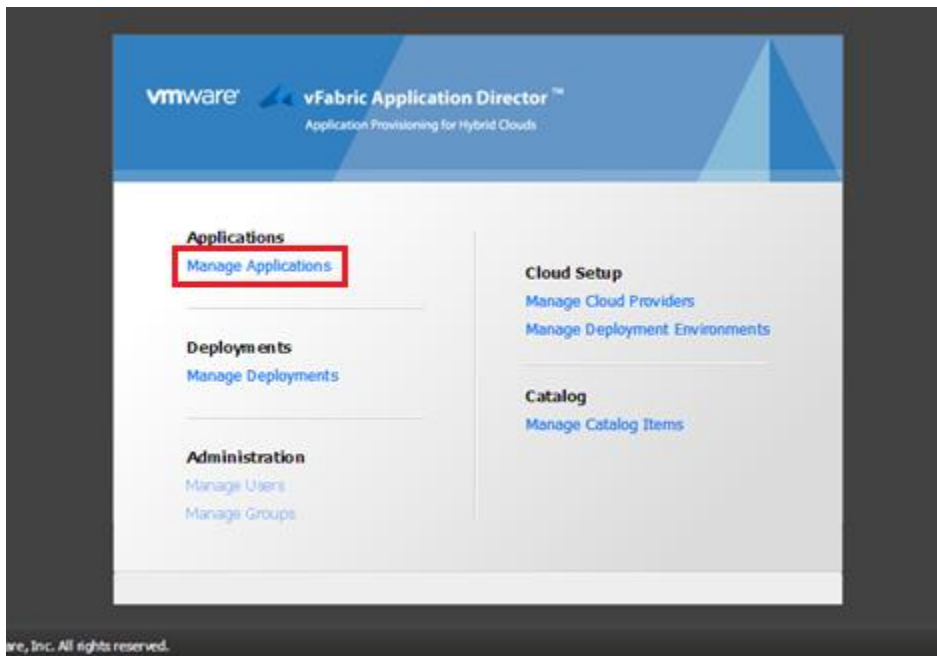 vmware vFabric Application Director ™
Application Provisioning for Hybrid Clouds
Applications
Manage Applications
Deployments
Manage Deployments
Administration
Manage Users
Manage Groups
Cloud Setup
Manage Cloud Providers
Manage Deployment Environments
Catalog
Manage Catalog Items
are, Inc. All rights reserved.